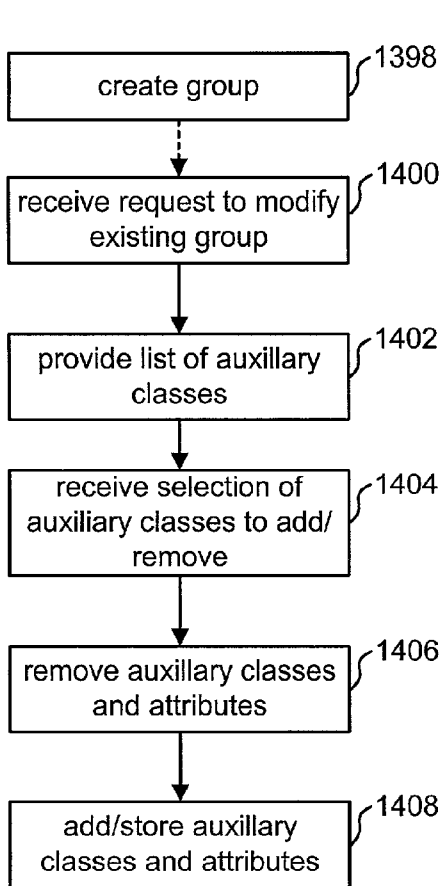 create group
1398
receive request to modify
existing group
1400
provide list of auxillary
classes
1402
receive selection of
auxiliary classes to add/
remove
1404
remove auxillary classes
and attributes
1406
add/store auxillary
classes and attributes
1408